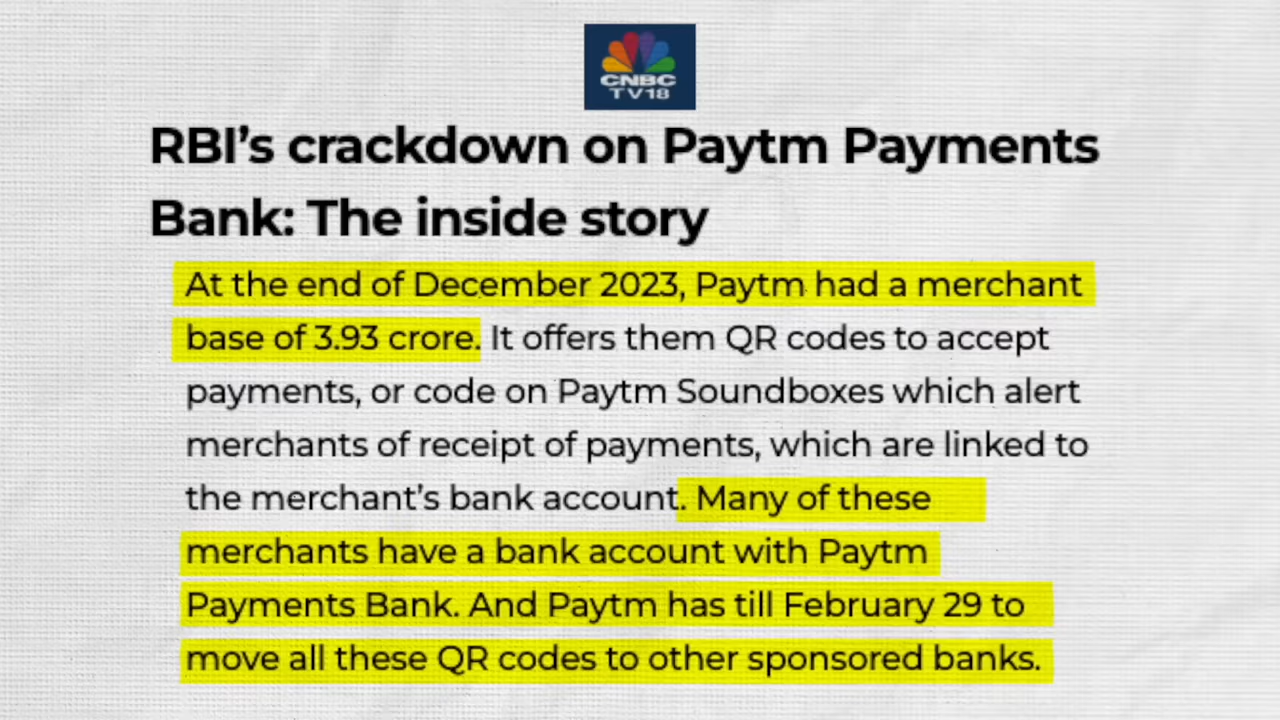 CNBC
TV18
RBI’s crackdown on Paytm Payments
Bank: The inside story
At the end of December 2023, Paytm had a merchant
base of 3.93 crore. It offers them QR codes to accept
payments, or code on Paytm Soundboxes which alert
merchants of receipt of payments, which are linked to
the merchant’s bank account. Many of these
merchants have a bank account with Paytm
Payments Bank. And Paytm has till February 29 to
move all these QR codes to other sponsored banks.